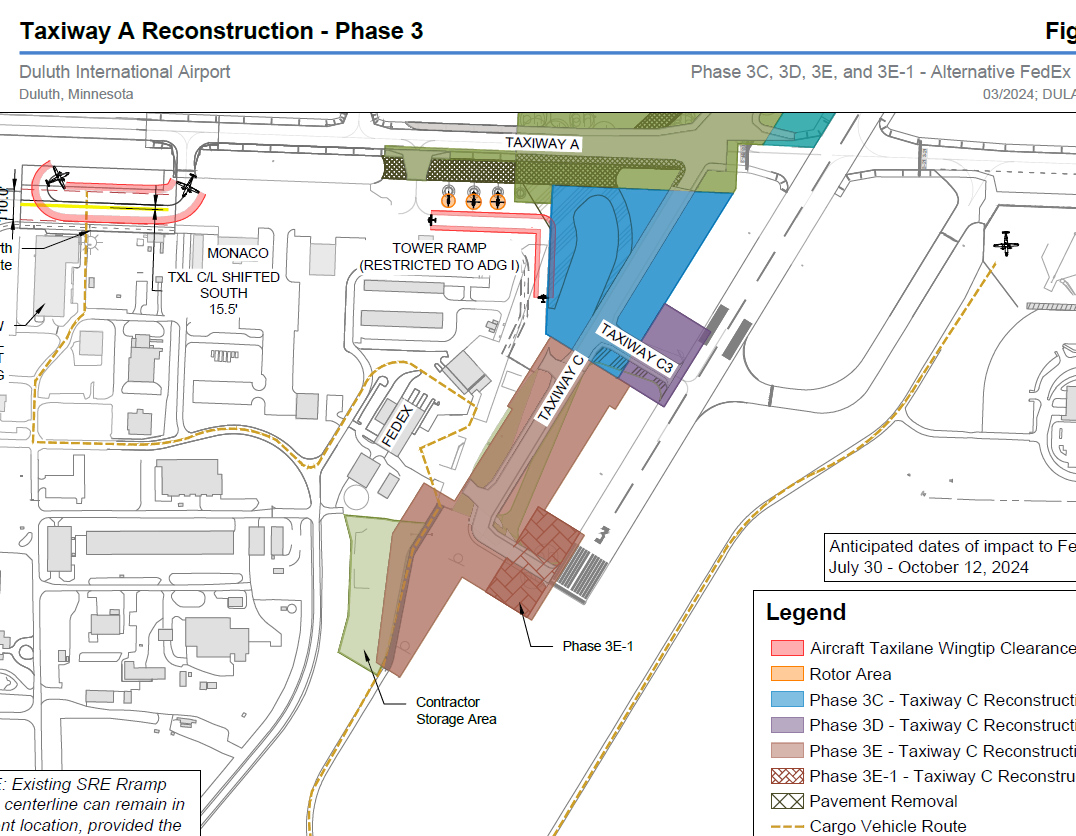 Taxiway A Reconstruction - Phase 3
Fig
Duluth International Airport
Phase 3C, 3D, 3E, and 3E-1 - Alternative FedEx
Duluth, Minnesota
03/2024; DULA
TAXIWAY A
TOWER RAMP
(RESTRICTED TO ADG I)
MONACO
TXL C/L SHIFTED
SOUTH
15.5'
TAXIWAY C3
TAXIWAY C
FEDEX
Anticipated dates of impact to Fe
July 30 - October 12, 2024
Phase 3E-1
Contractor
Storage Area
Legend
Aircraft Taxilane Wingtip Clearance
Rotor Area
Phase 3C - Taxiway C Reconstructi
Phase 3D - Taxiway C Reconstructi
Phase 3E - Taxiway C Reconstructi
Phase 3E-1 - Taxiway C Reconstru
Pavement Removal
Cargo Vehicle Route
E: Existing SRE Rramp
centerline can remain in
nt location, provided the